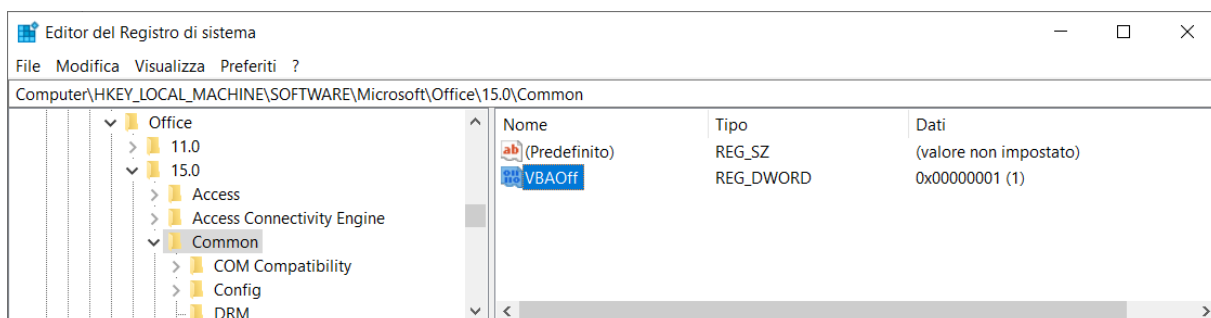 Editor del Registro di sistema
File Modifica Visualizza Preferiti ?
Computer\HKEY_LOCAL_MACHINE\SOFTWARE\Microsoft\Office\15.0\Common
Office
11.0
15.0
Access
Access Connectivity Engine
Common
COM Compatibility
Config
DRM
Nome Tipo Dati
ab (Predefinito) REG_SZ (valore non impostato)
VBAOff REG_DWORD 0x00000001 (1)